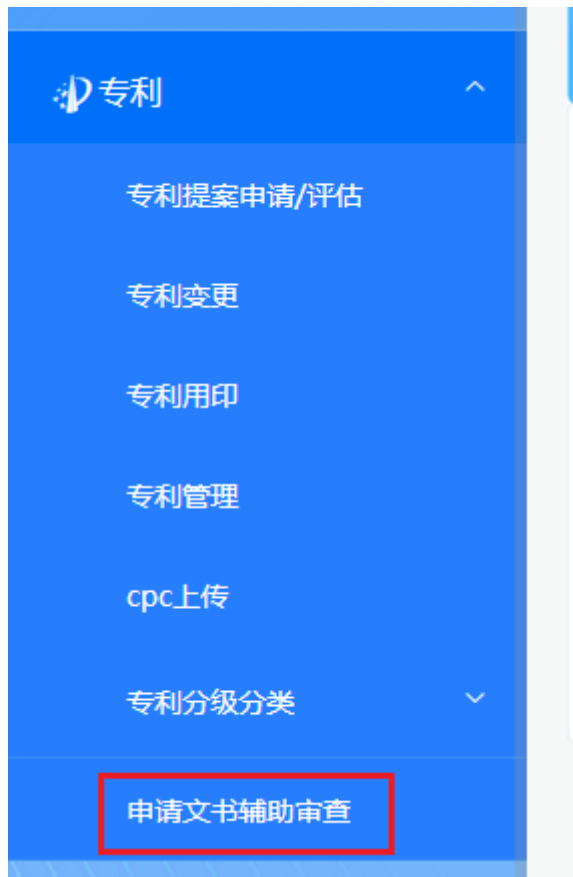 专利
专利提案申请/评估
专利变更
专利用印
专利管理
cpc上传
专利分级分类
申请文书辅助审查